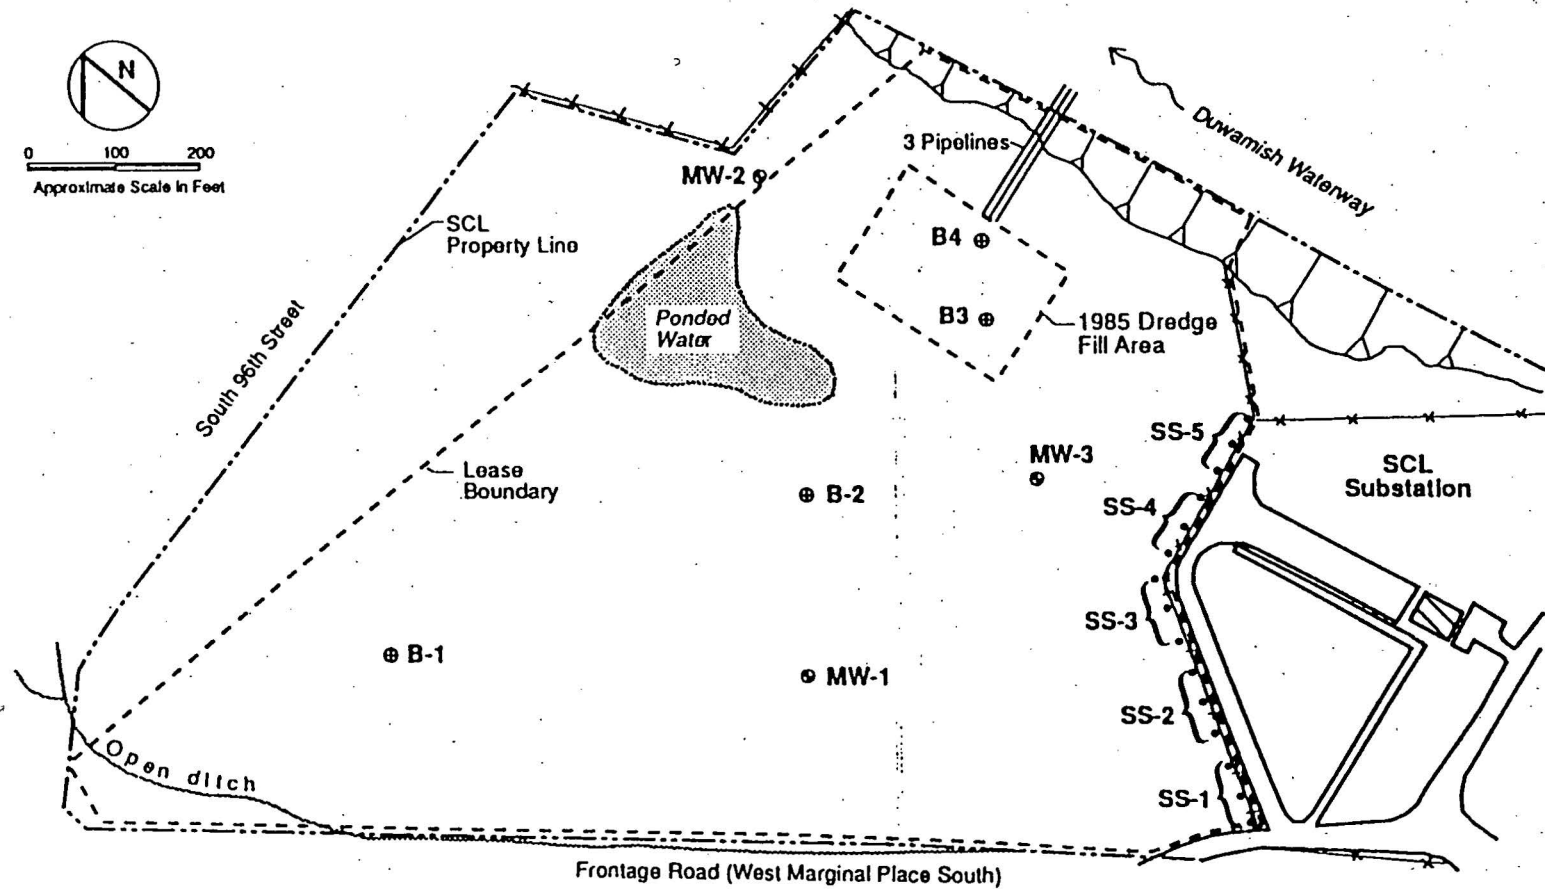 N
0 100 200
Approximate Scale In Feet
3 Pipelines
Duwamish Waterway
MW-2
SCL
Property Line
B4
B3
1985 Dredge
Fill Area
Ponded
Water
South 96th Street
Lease
Boundary
SS-5
MW-3
SCL
Substation
B-2
SS-4
SS-3
B-1
MW-1
SS-2
Open ditch
SS-1
Frontage Road (West Marginal Place South)